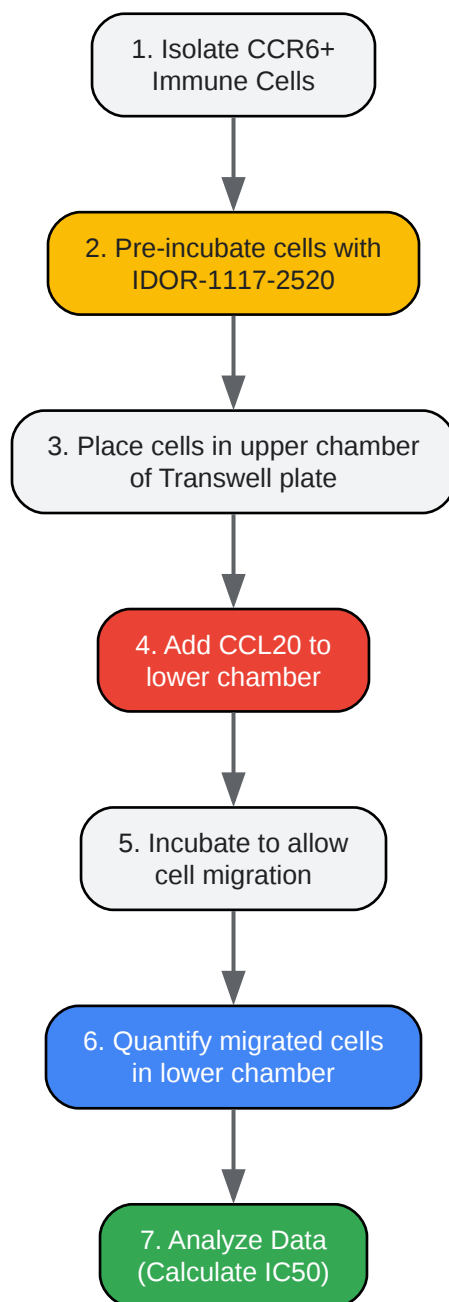 1. Isolate CCR6+
Immune Cells
2. Pre-incubate cells with
IDOR-1117-2520
3. Place cells in upper chamber
of Transwell plate
4. Add CCL20 to
lower chamber
5. Incubate to allow
cell migration
6. Quantify migrated cells
in lower chamber
7. Analyze Data
(Calculate IC50)